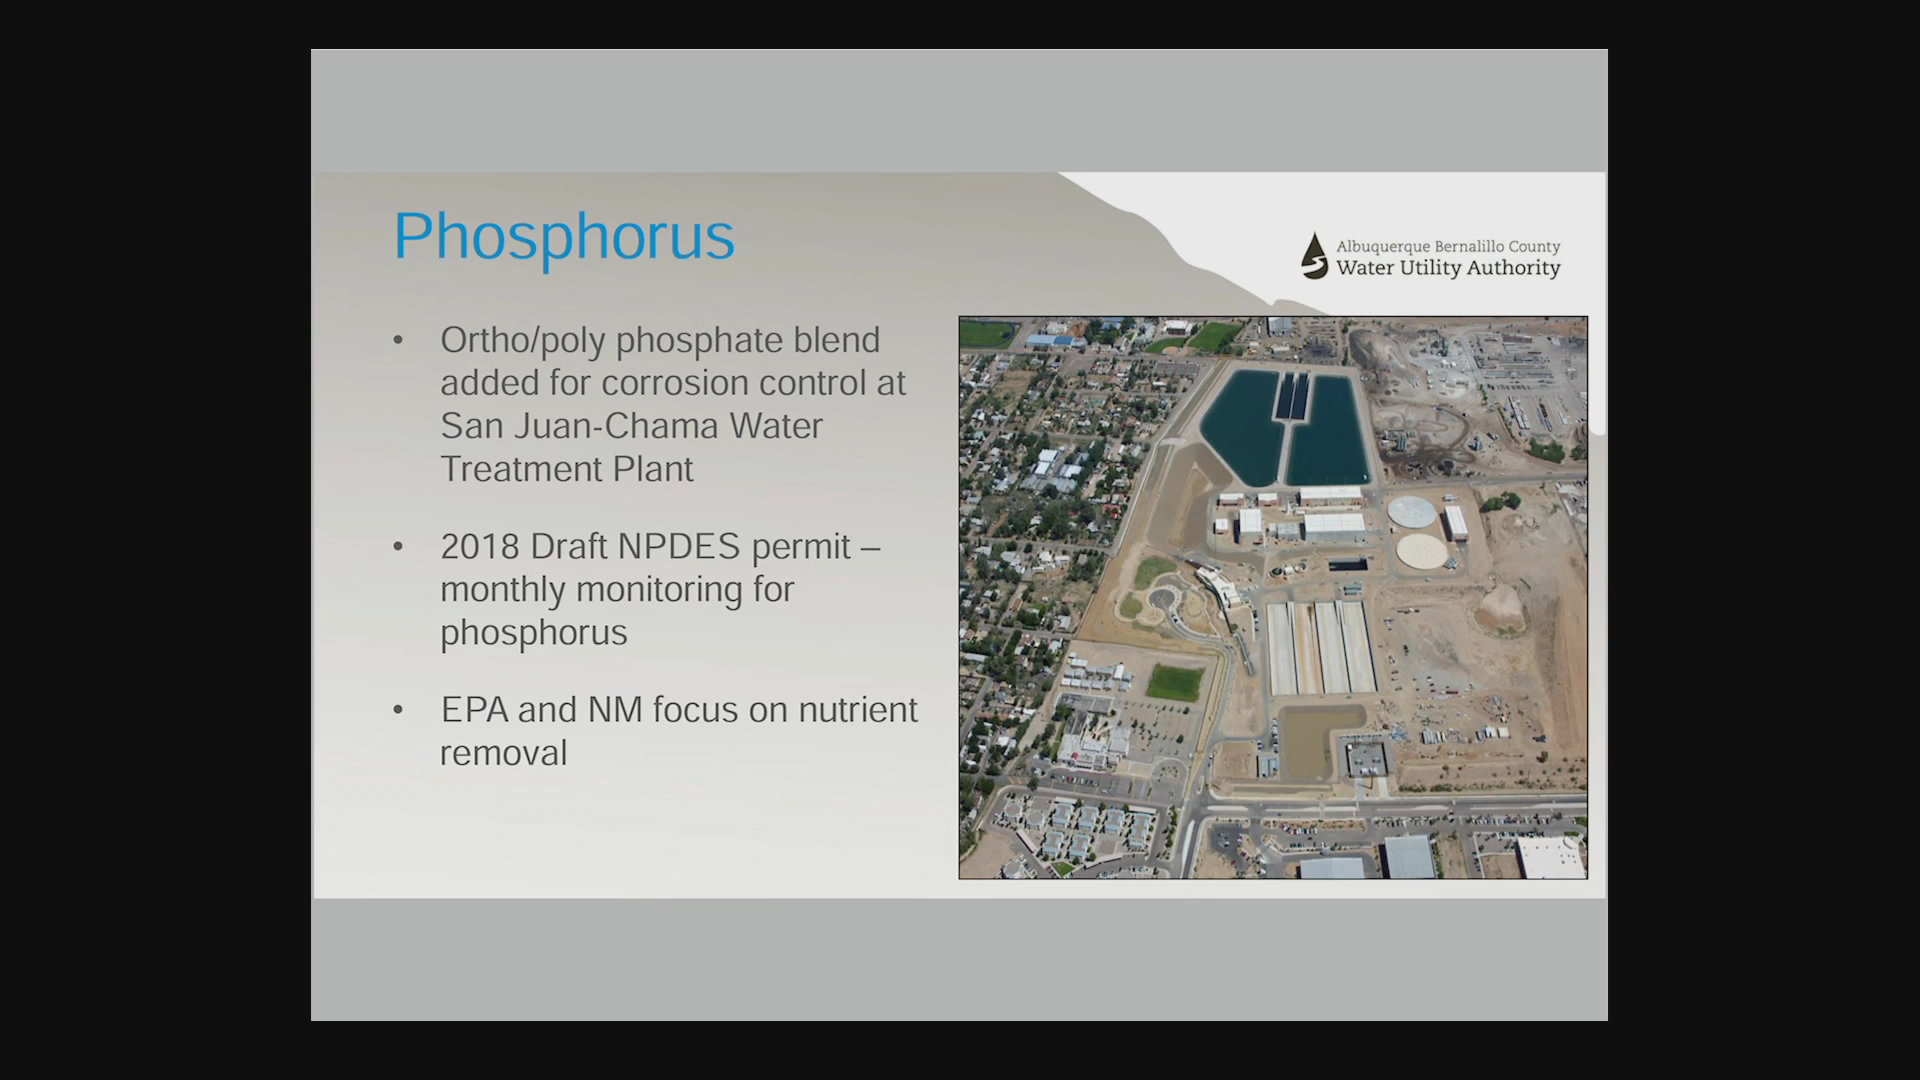 Phosphorus
Albuquerque Bernalillo County
Water Utility Authority
• Ortho/poly phosphate blend
added for corrosion control at
San Juan-Chama Water
Treatment Plant
• 2018 Draft NPDES permit –
monthly monitoring for
phosphorus
• EPA and NM focus on nutrient
removal